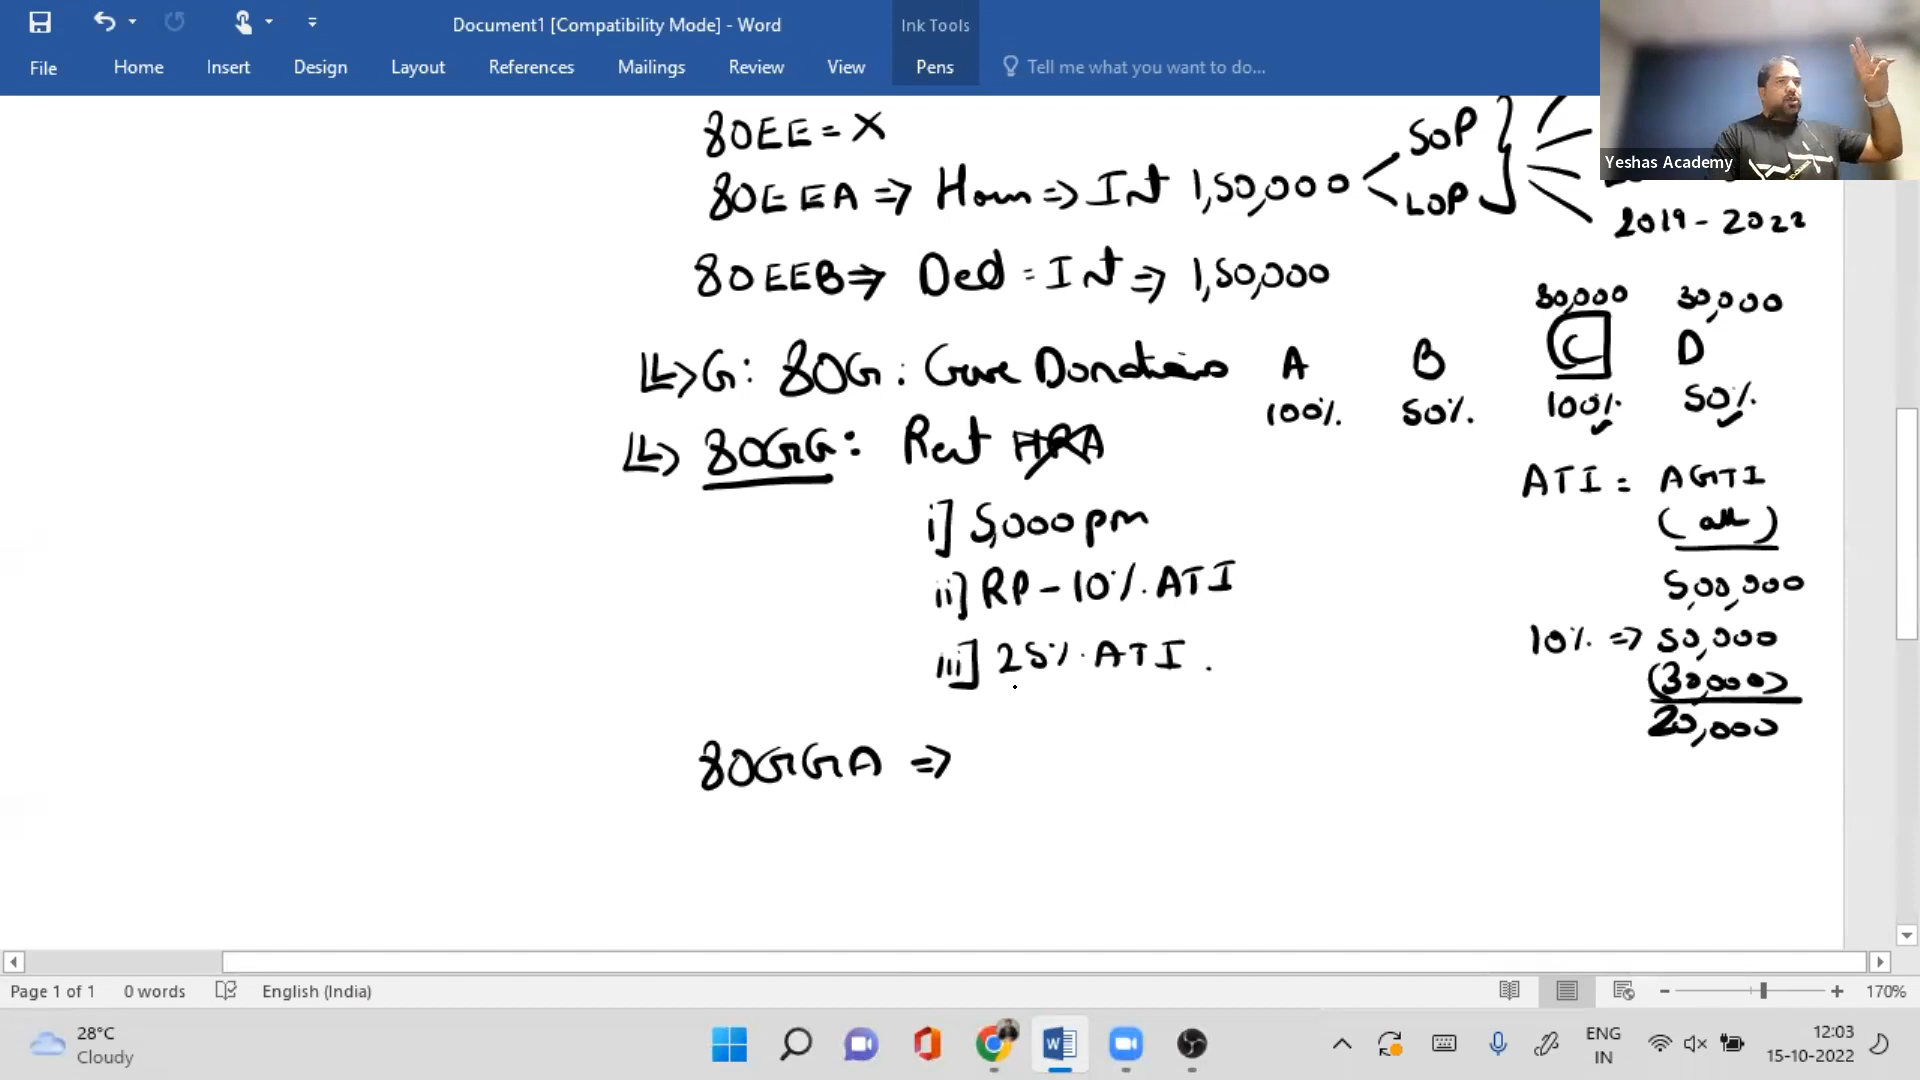 Document1 [Compatibility Mode] - Word
Ink Tools
File Home Insert Design Layout References Mailings Review View Pens Tell me what you want to do...
Yeshas Academy
80EE = X
80EEA => => Int 1,50,000 SOP
LOP
2019 - 2022
80EEB => Ded = Int => 1,50,000
30,000 30,000
G: 80G: Donations A B C D
100% 50% 100% 50%
80GG: Rent HRA
ATI = AGTI
(all)
i] 5,000 pm
ii] RP - 10% ATI
5,00,000
iii] 25% ATI.
10% => 50,000
(30,000)
20,000
80GGA =>
Page 1 of 1 0 words English (India) 170%
28°C
Cloudy
ENG
IN
12:03
15-10-2022